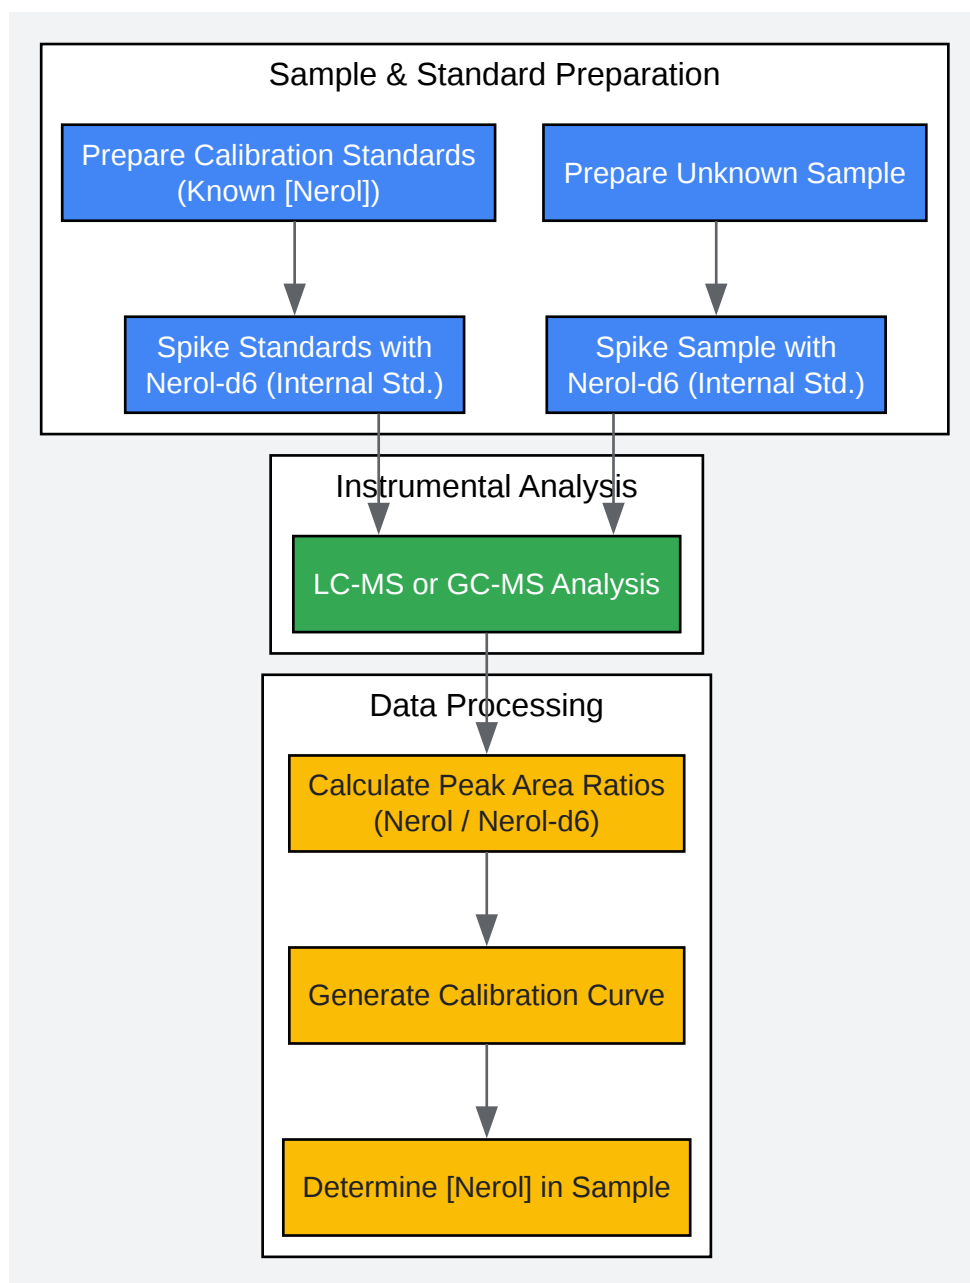 Sample & Standard Preparation
Prepare Calibration Standards
(Known [Nerol])
Prepare Unknown Sample
Spike Standards with
Nerol-d6 (Internal Std.)
Spike Sample with
Nerol-d6 (Internal Std.)
Instrumental Analysis
LC-MS or GC-MS Analysis
Data Processing
Calculate Peak Area Ratios
(Nerol / Nerol-d6)
Generate Calibration Curve
Determine [Nerol] in Sample